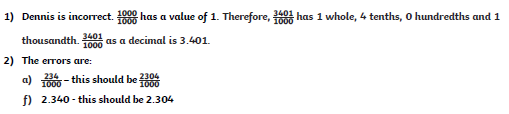 1) Dennis is incorrect. 1000/1000 has a value of 1. Therefore, 3401/1000 has 1 whole, 4 tenths, 0 hundredths and 1
thousandth. 3401/1000 as a decimal is 3.401.
2) The errors are:
a) 234/1000 – this should be 2304/1000
f) 2.340 - this should be 2.304